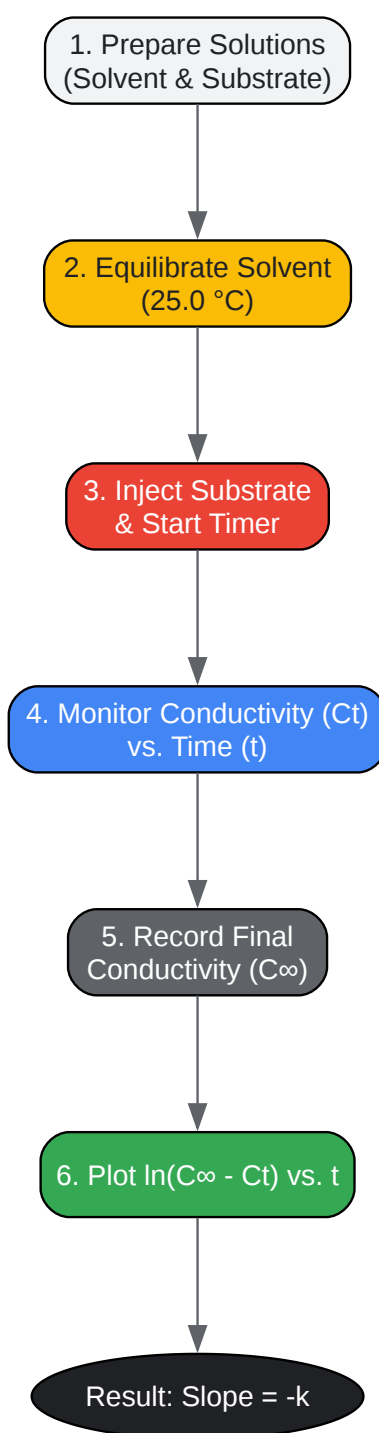 1. Prepare Solutions
(Solvent & Substrate)
2. Equilibrate Solvent
(25.0 °C)
3. Inject Substrate
& Start Timer
4. Monitor Conductivity (Ct)
vs. Time (t)
5. Record Final
Conductivity (C∞)
6. Plot ln(C∞ - Ct) vs. t
Result: Slope = -k